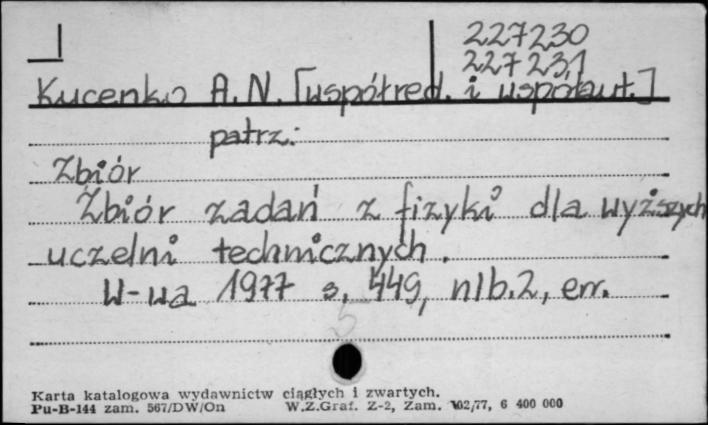 227230
227231
Kucenko A.N. [współred. i współaut.]
patrz:
Zbiór
Zbiór zadań z fizyki dla wyższych
uczelni technicznych.
W-wa 1977 s. 449, nlb. 2, err.
5
Karta katalogowa wydawnictw ciągłych i zwartych.
Pu-B-144 zam. 567/DW/On W.Z.Graf. Z-2, Zam. 102/77, 6 400 000